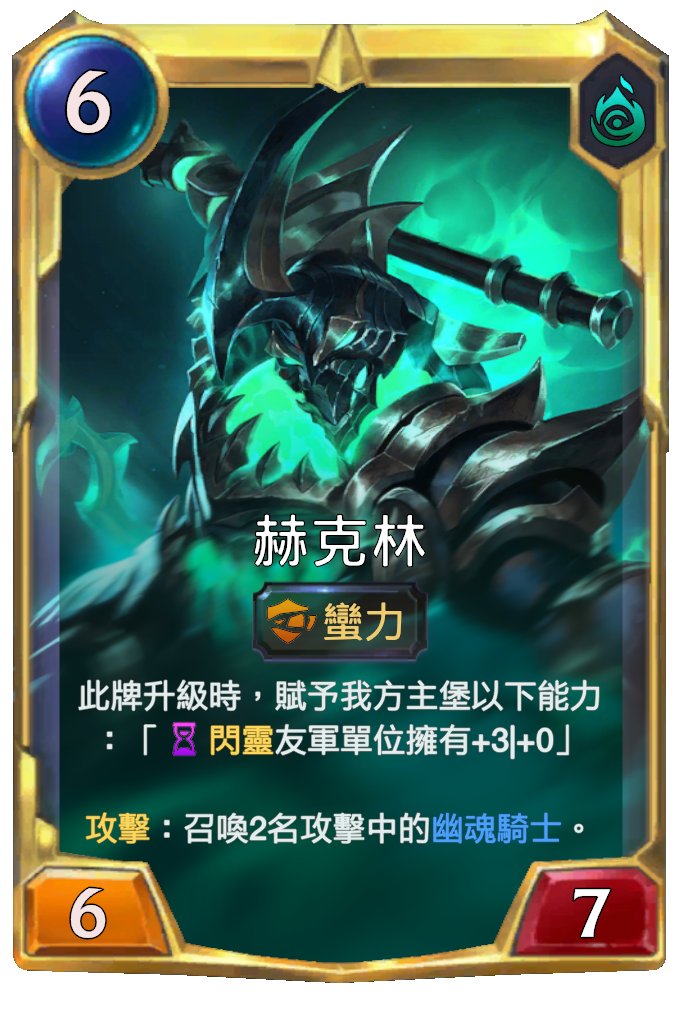 6
赫克林
蠻力
此牌升級時，賦予我方主堡以下能力
：「閃靈友軍單位擁有+3|+0」
攻擊：召喚2名攻擊中的幽魂騎士。
6
7